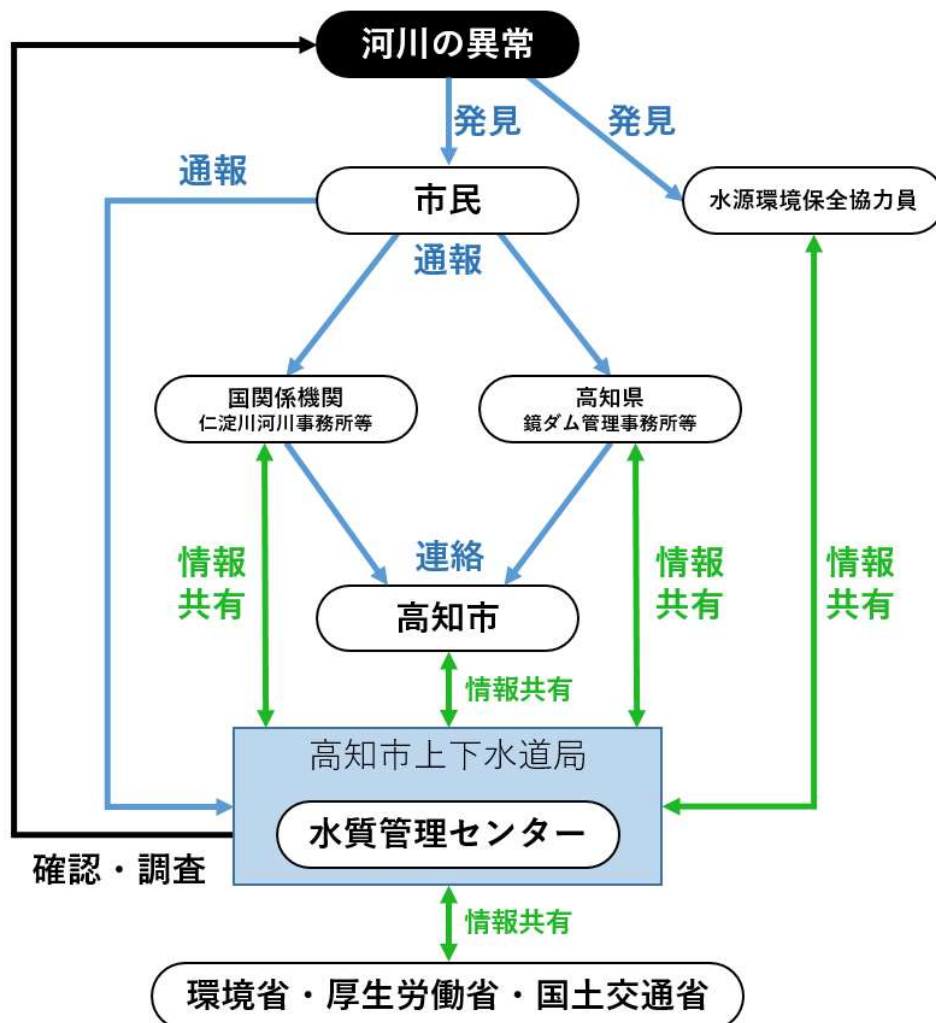 河川の異常
発見
発見
通報
市民
水源環境保全協力員
通報
国関係機関
仁淀川河川事務所等
高知県
鏡ダム管理事務所等
連絡
情報
共有
情報
共有
情報
共有
高知市
情報共有
高知市上下水道局
水質管理センター
確認・調査
情報共有
環境省・厚生労働省・国土交通省